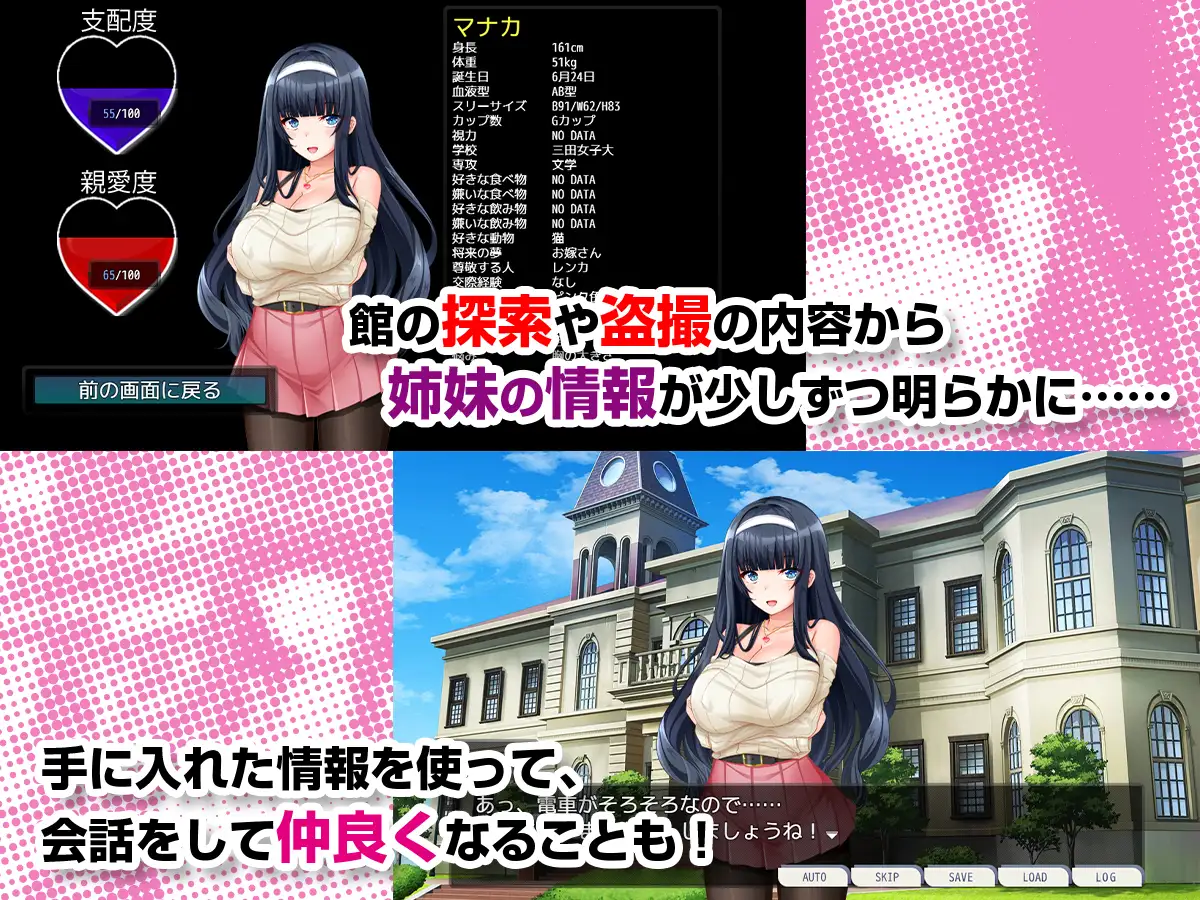 支配度
55/100
親愛度
65/100
前の画面に戻る
マナカ
身長 161cm
体重 51kg
誕生日 6月24日
血液型 AB型
スリーサイズ B91/W62/H83
カップ数 Gカップ
視力 NO DATA
学校 三田女子大
専攻 文学
好きな食べ物 NO DATA
嫌いな食べ物 NO DATA
好きな飲み物 NO DATA
嫌いな飲み物 NO DATA
好きな動物 猫
将来の夢 お嫁さん
尊敬する人 レンカ
交際経験 なし
館の探索や盗撮の内容から
姉妹の情報が少しずつ明らかに……
手に入れた情報を使って、
会話をして仲良くなることも！
あっ、電車がそろそろなので……
しましょうね！
AUTO SKIP SAVE LOAD LOG